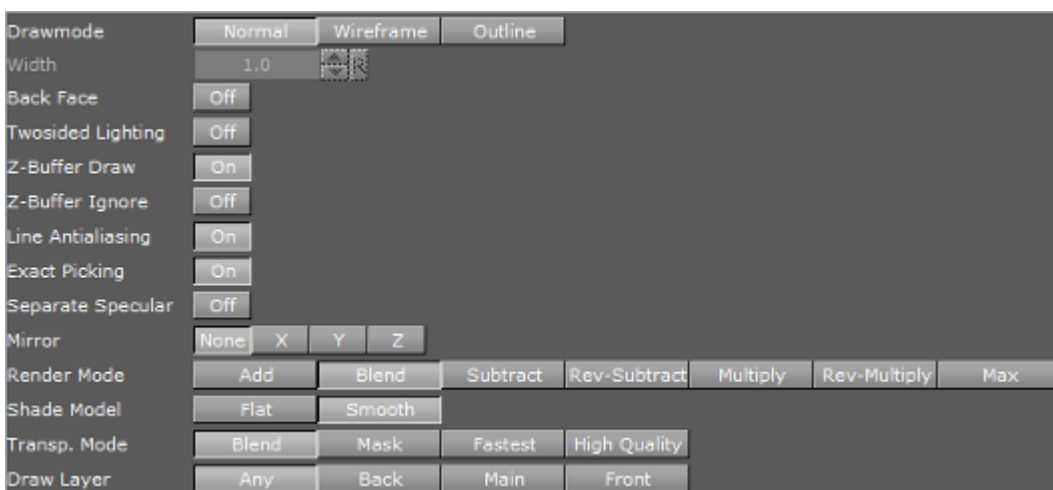 Drawmode Normal Wireframe Outline
Width 1.0 R
Back Face Off
Twosided Lighting Off
Z-Buffer Draw On
Z-Buffer Ignore Off
Line Antialiasing On
Exact Picking On
Separate Specular Off
Mirror None X Y Z
Render Mode Add Blend Subtract Rev-Subtract Multiply Rev-Multiply Max
Shade Model Flat Smooth
Transp. Mode Blend Mask Fastest High Quality
Draw Layer Any Back Main Front